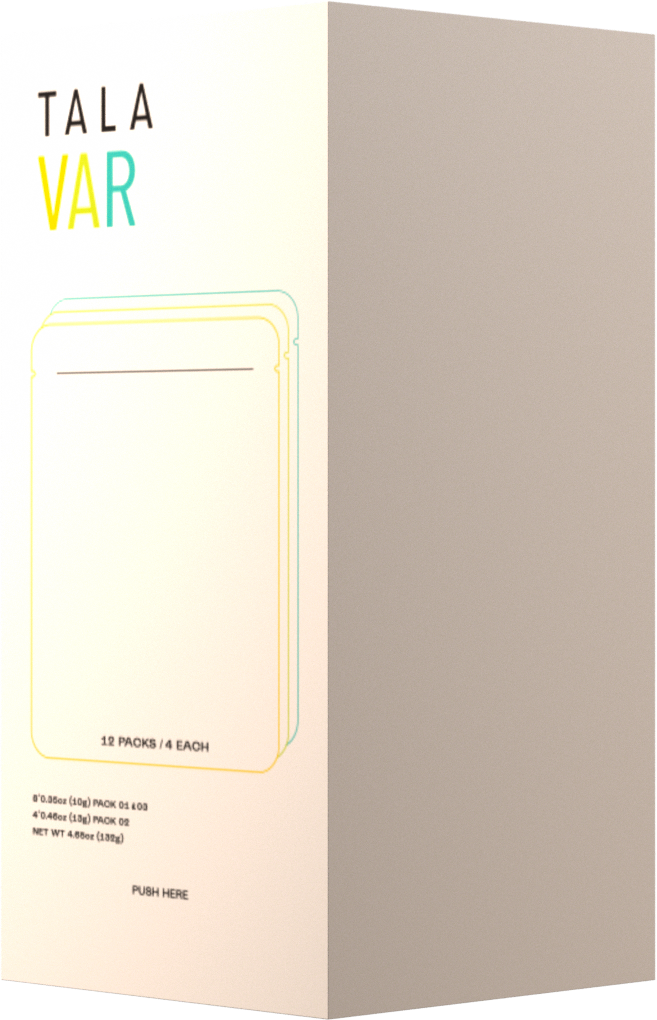 TALA
VAR
12 PACKS / 4 EACH
8*0.35oz (10g) PACK 01 & 03
4*0.46oz (13g) PACK 02
NET WT 4.66oz (132g)
PUSH HERE